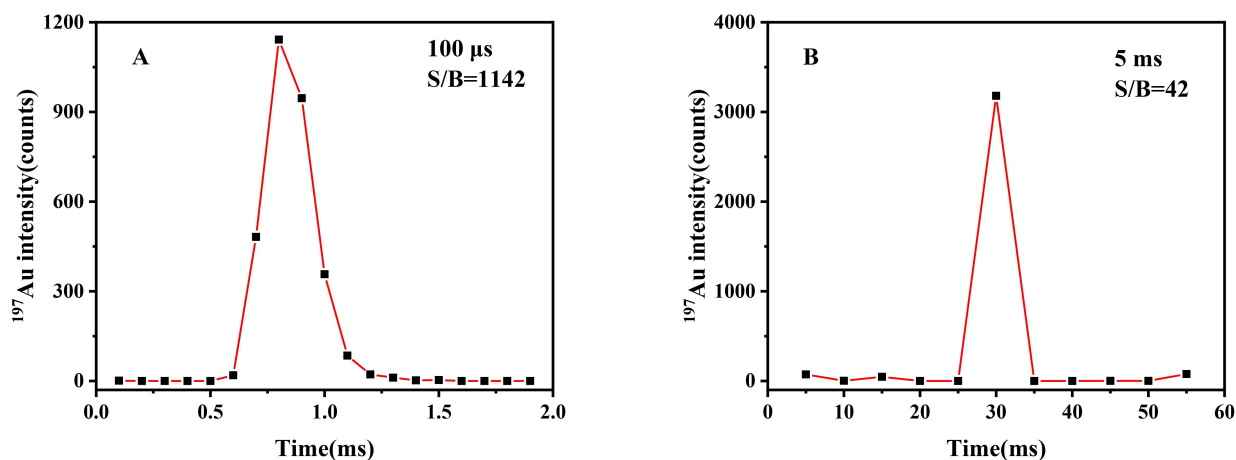 A
100 μs
S/B=1142
1200
900
600
300
0
0.0 0.5 1.0 1.5 2.0
Time(ms)
¹⁹⁷Au intensity(counts)
B
5 ms
S/B=42
4000
3000
2000
1000
0
0 10 20 30 40 50 60
Time(ms)
¹⁹⁷Au intensity(counts)